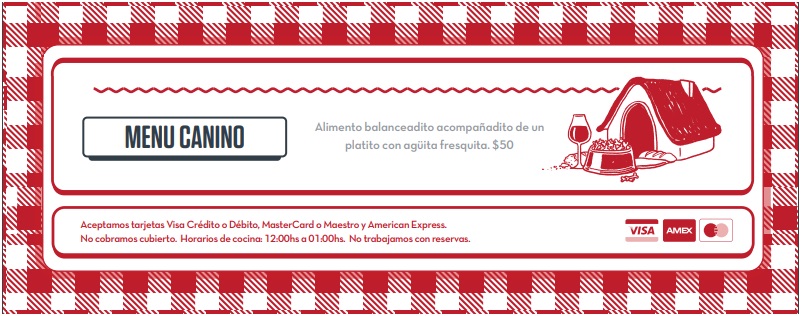 MENU CANINO
Alimento balanceadito acompañadito de un
platito con agüita fresquita. $50
Aceptamos tarjetas Visa Crédito o Débito, MasterCard o Maestro y American Express.
No cobramos cubierto. Horarios de cocina: 12:00hs a 01:00hs. No trabajamos con reservas.
VISA
AMEX